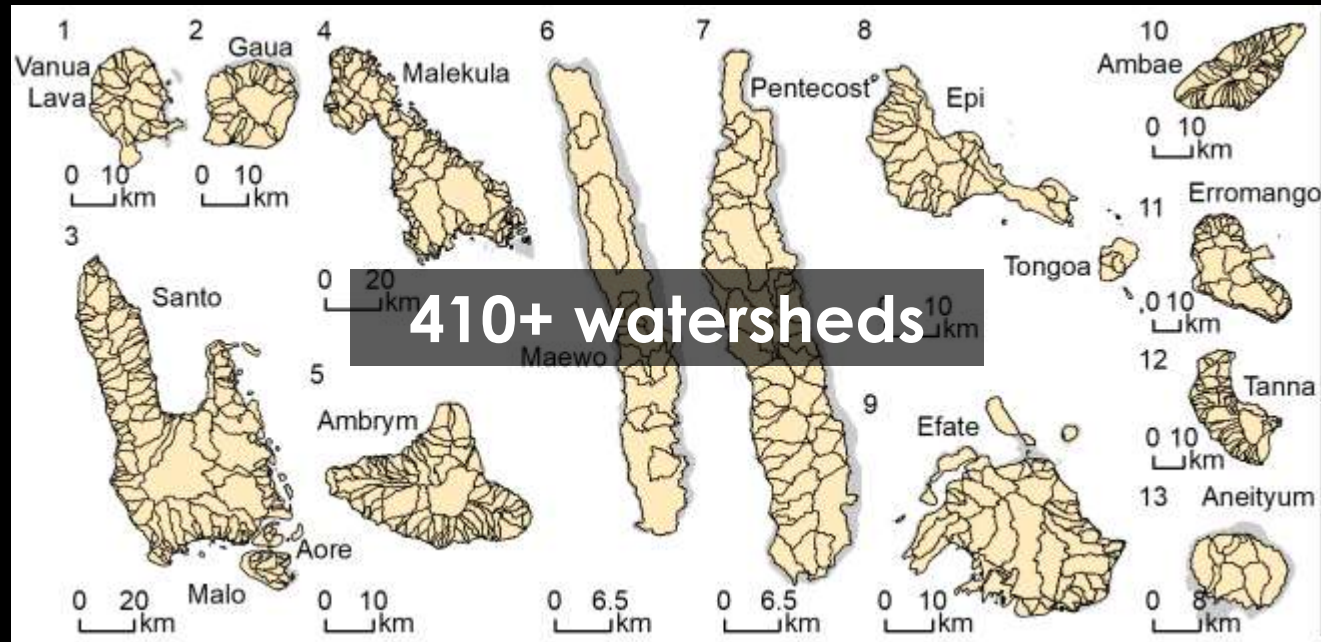 1
Vanua
Lava
0 10
km
2
Gaua
0 10
km
3
Santo
Aore
Malo
0 20
km
4
Malekula
0 20
km
5
Ambrym
0 10
km
6
Maewo
0 6.5
km
7
Pentecost
0 6.5
km
8
Epi
Tongoa
10
km
410+ watersheds
9
Efate
0 10
km
10
Ambae
0 10
km
11
Erromango
0 10
km
12
Tanna
0 10
km
13
Aneityum
0 8
km